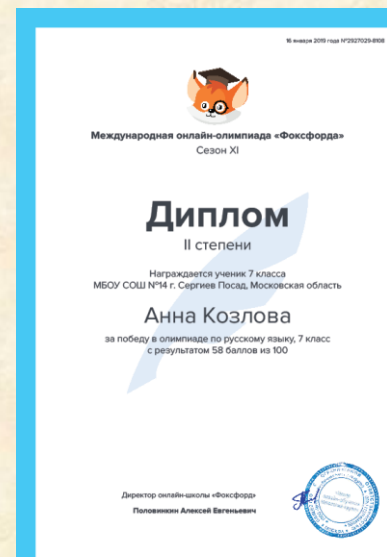 16 января 2019 года №2927029-8108
Международная онлайн-олимпиада «Фоксфорда»
Сезон XI
Диплом
II степени
Награждается ученик 7 класса
МБОУ СОШ №14 г. Сергиев Посад, Московская область
Анна Козлова
за победу в олимпиаде по русскому языку, 7 класс
с результатом 58 баллов из 100
Директор онлайн-школы «Фоксфорд»
Половинкин Алексей Евгеньевич